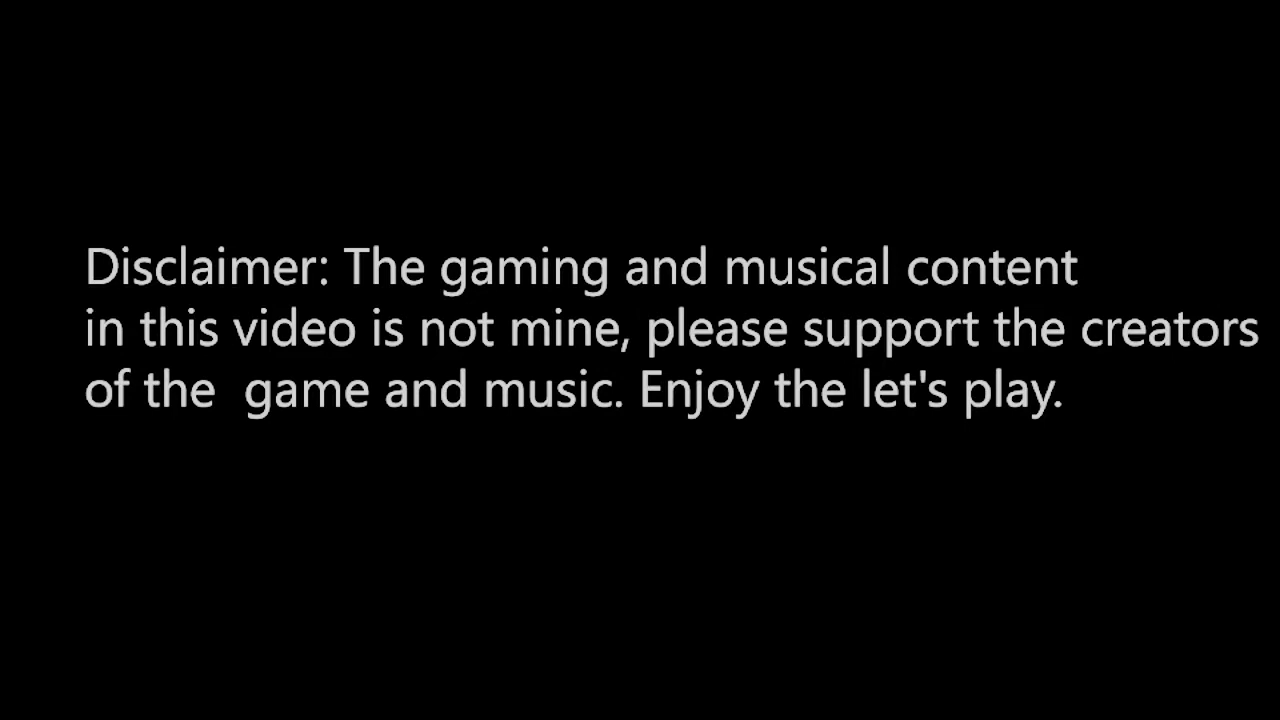 Disclaimer: The gaming and musical content
in this video is not mine, please support the creators
of the  game and music. Enjoy the let's play.